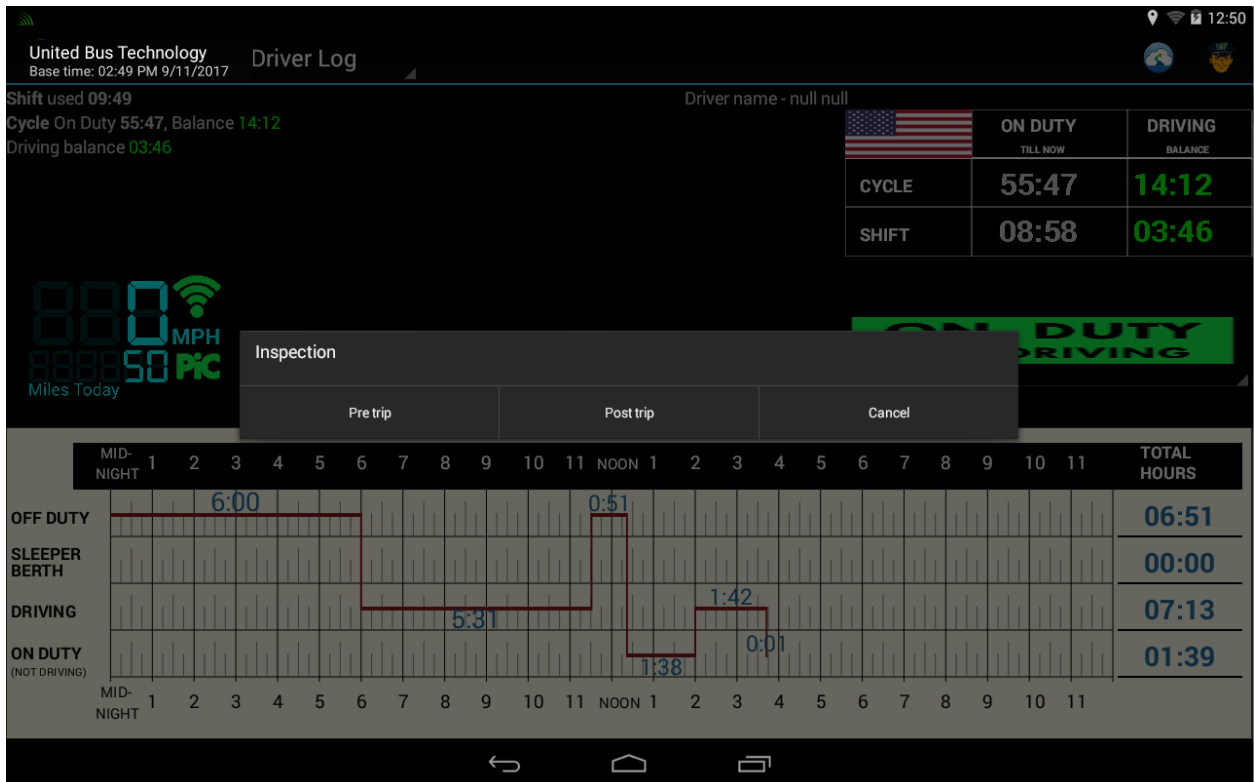 12:50
United Bus Technology
Base time: 02:49 PM 9/11/2017
Driver Log
Shift used 09:49
Driver name - null null
Cycle On Duty 55:47, Balance 14:12
Driving balance 03:46
ON DUTY DRIVING
TILL NOW BALANCE
CYCLE 55:47 14:12
SHIFT 08:58 03:46
0 MPH
50 PiC
Miles Today
ON DUTY
DRIVING
Inspection
Pre trip Post trip Cancel
MID-NIGHT 1 2 3 4 5 6 7 8 9 10 11 NOON 1 2 3 4 5 6 7 8 9 10 11 TOTAL HOURS
6:00 0:51
OFF DUTY 06:51
SLEEPER BERTH 00:00
1:42
DRIVING 07:13
5:31
0:01
ON DUTY 01:39
(NOT DRIVING)
1:38
MID-NIGHT 1 2 3 4 5 6 7 8 9 10 11 NOON 1 2 3 4 5 6 7 8 9 10 11